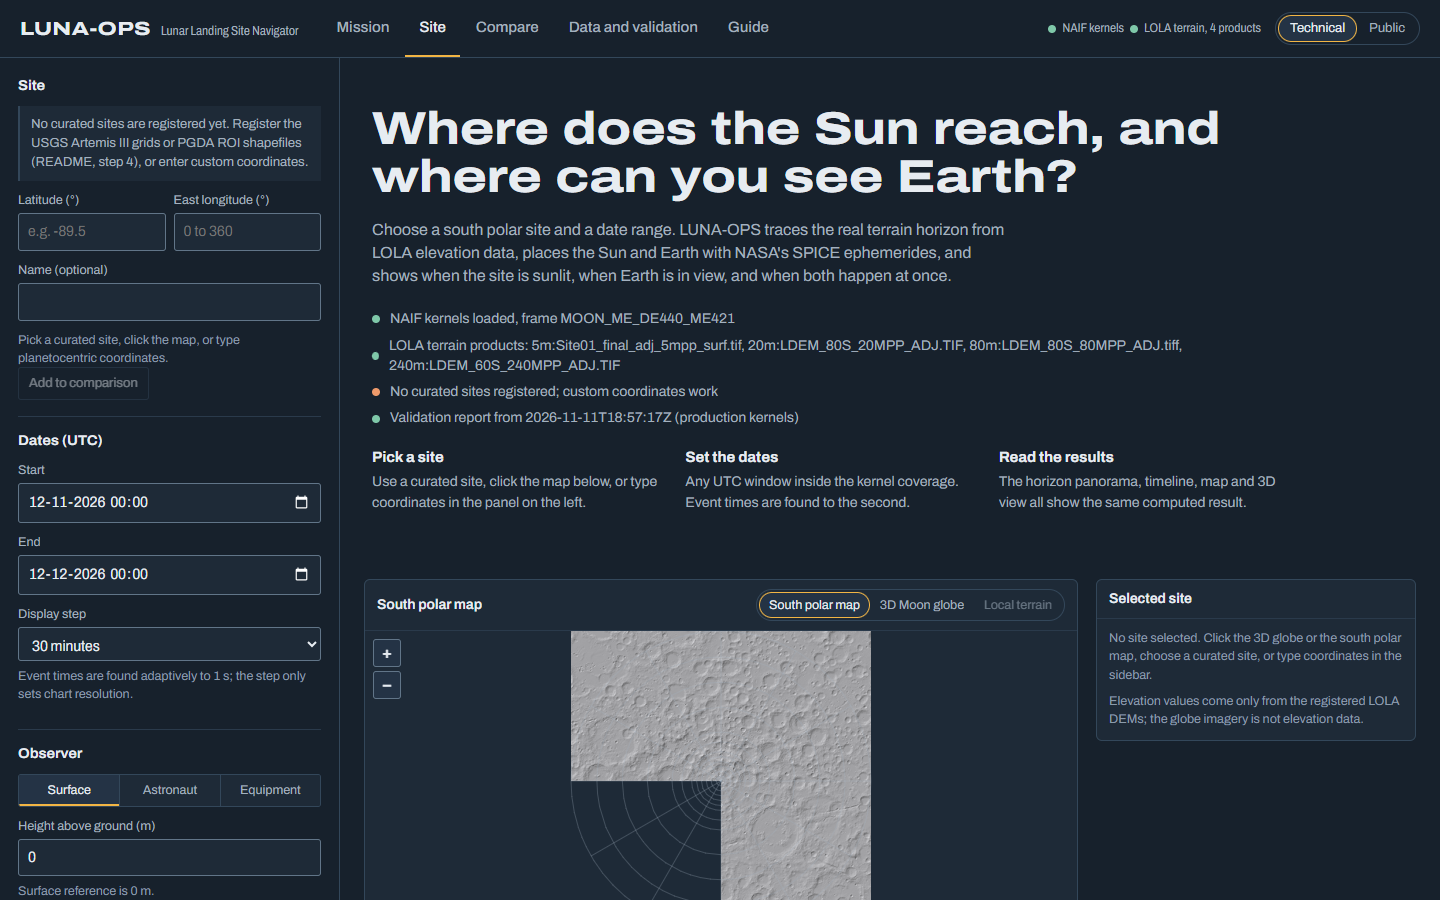 LUNA-OPS Lunar Landing Site Navigator Mission Site Compare Data and validation Guide NAIF kernels LOLA terrain, 4 products Technical Public
Site
No curated sites are registered yet. Register the
USGS Artemis III grids or PGDA ROI shapefiles
(README, step 4), or enter custom coordinates.
Latitude (°) East longitude (°)
e.g. -89.5 0 to 360
Name (optional)
Pick a curated site, click the map, or type
planetocentric coordinates.
Add to comparison
Dates (UTC)
Start
12-11-2026 00:00
End
12-12-2026 00:00
Display step
30 minutes
Event times are found adaptively to 1 s; the step only
sets chart resolution.
Observer
Surface Astronaut Equipment
Height above ground (m)
0
Surface reference is 0 m.
Where does the Sun reach, and
where can you see Earth?
Choose a south polar site and a date range. LUNA-OPS traces the real terrain horizon from
LOLA elevation data, places the Sun and Earth with NASA's SPICE ephemerides, and
shows when the site is sunlit, when Earth is in view, and when both happen at once.
NAIF kernels loaded, frame MOON_ME_DE440_ME421
LOLA terrain products: 5m:Site01_final_adj_5mpp_surf.tif, 20m:LDEM_80S_20MPP_ADJ.TIF, 80m:LDEM_80S_80MPP_ADJ.tiff,
240m:LDEM_60S_240MPP_ADJ.TIF
No curated sites registered; custom coordinates work
Validation report from 2026-11-11T18:57:17Z (production kernels)
Pick a site
Use a curated site, click the map below, or type
coordinates in the panel on the left.
Set the dates
Any UTC window inside the kernel coverage.
Event times are found to the second.
Read the results
The horizon panorama, timeline, map and 3D
view all show the same computed result.
South polar map South polar map 3D Moon globe Local terrain
+
−
Selected site
No site selected. Click the 3D globe or the south polar
map, choose a curated site, or type coordinates in the
sidebar.
Elevation values come only from the registered LOLA
DEMs; the globe imagery is not elevation data.